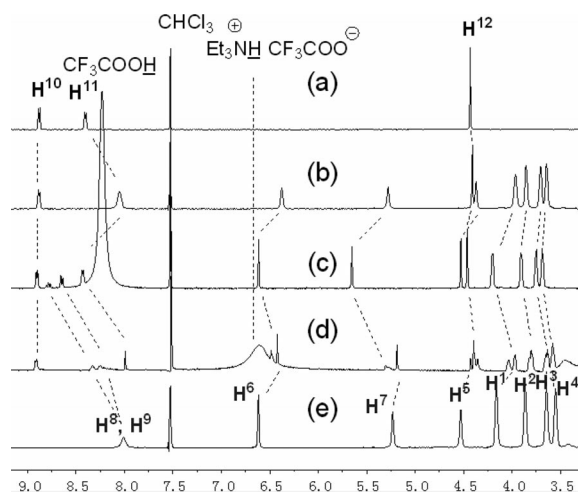 CHCl3
Et3NH⊕ CF3COO⊖
H12
CF3COOH
H10
H11
(a)
(b)
(c)
(d)
H6
H7
H5
H1
H2
H3
H4
H8
H9
(e)
9.0 8.5 8.0 7.5 7.0 6.5 6.0 5.5 5.0 4.5 4.0 3.5